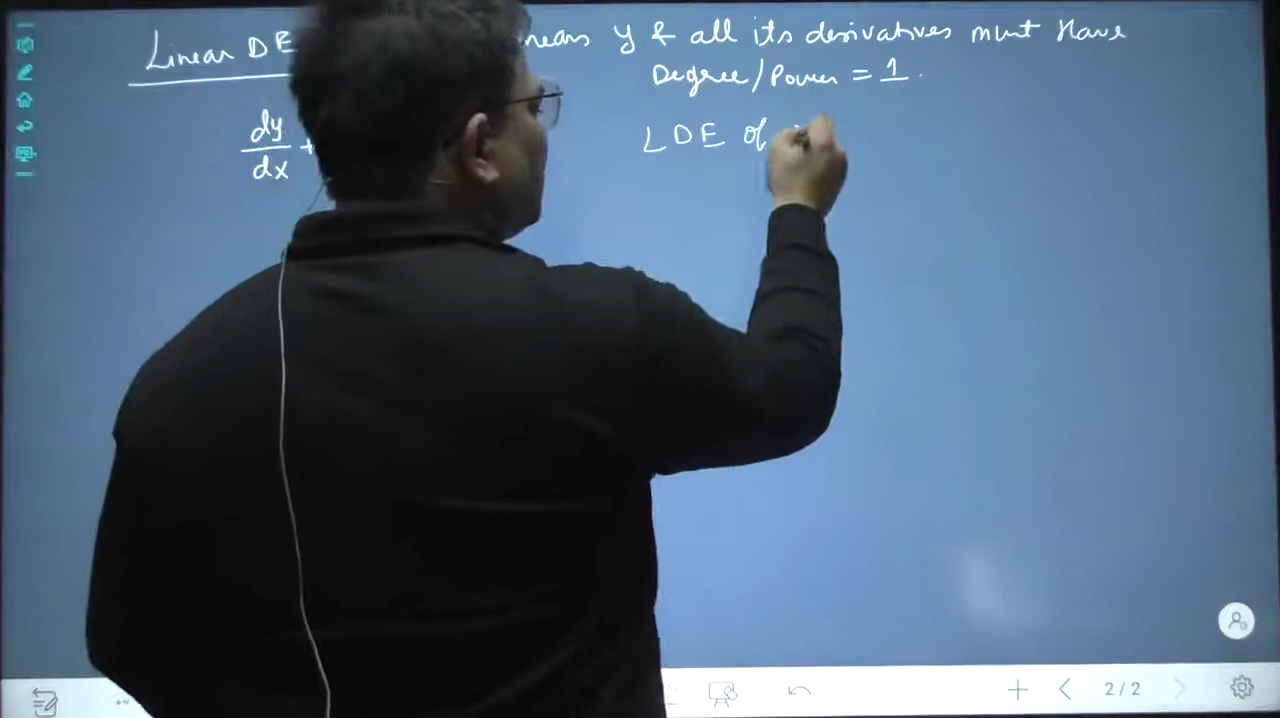 Linear DE means y & all its derivatives must Have
Degree/Power = 1.
dy/dx +
LDE of
2/2